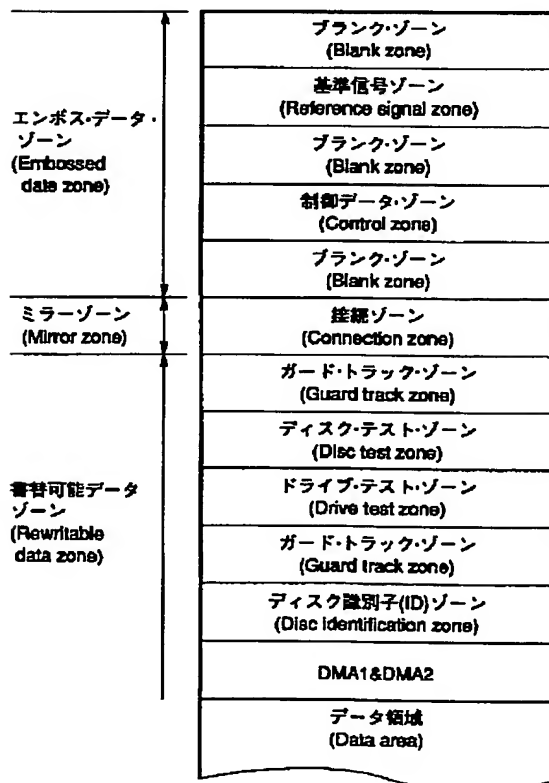 エンボス・データ・
ゾーン
(Embossed
date zone)
ミラーゾーン
(Mirror zone)
書替可能データ
ゾーン
(Rewritable
data zone)
ブランク・ゾーン
(Blank zone)
基準信号ゾーン
(Reference signal zone)
ブランク・ゾーン
(Blank zone)
制御データ・ゾーン
(Control zone)
ブランク・ゾーン
(Blank zone)
接続ゾーン
(Connection zone)
ガード・トラック・ゾーン
(Guard track zone)
ディスク・テスト・ゾーン
(Disc test zone)
ドライブ・テスト・ゾーン
(Drive test zone)
ガード・トラック・ゾーン
(Guard track zone)
ディスク識別子(ID)ゾーン
(Disc identification zone)
DMA1&DMA2
データ領域
(Data area)